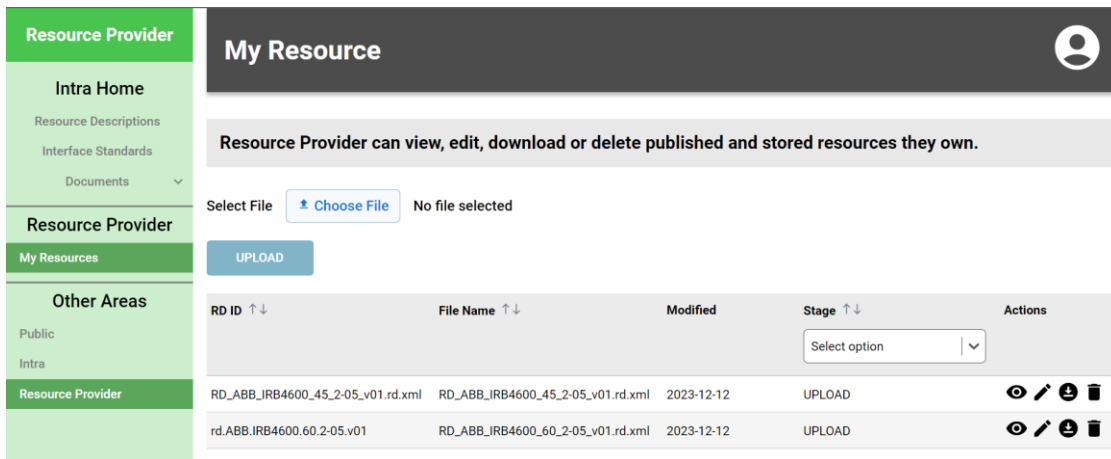 Resource Provider
My Resource
Intra Home
Resource Descriptions
Interface Standards
Documents
Resource Provider
My Resources
Other Areas
Public
Intra
Resource Provider
Resource Provider can view, edit, download or delete published and stored resources they own.
Select File Choose File No file selected
UPLOAD
RD ID File Name Modified Stage Actions
Select option
RD_ABB_IRB4600_45_2-05_v01.rd.xml RD_ABB_IRB4600_45_2-05_v01.rd.xml 2023-12-12 UPLOAD
rd.ABB.IRB4600.60.2-05.v01 RD_ABB_IRB4600_60_2-05_v01.rd.xml 2023-12-12 UPLOAD